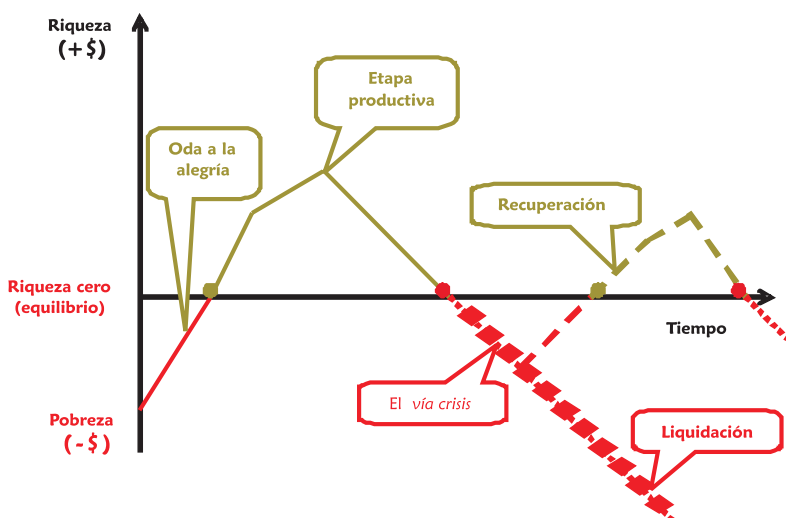 Riqueza
(+$)
Etapa
productiva
Oda a la
alegría
Recuperación
Riqueza cero
(equilibrio)
Tiempo
El vía crisis
Pobreza
(-$)
Liquidación